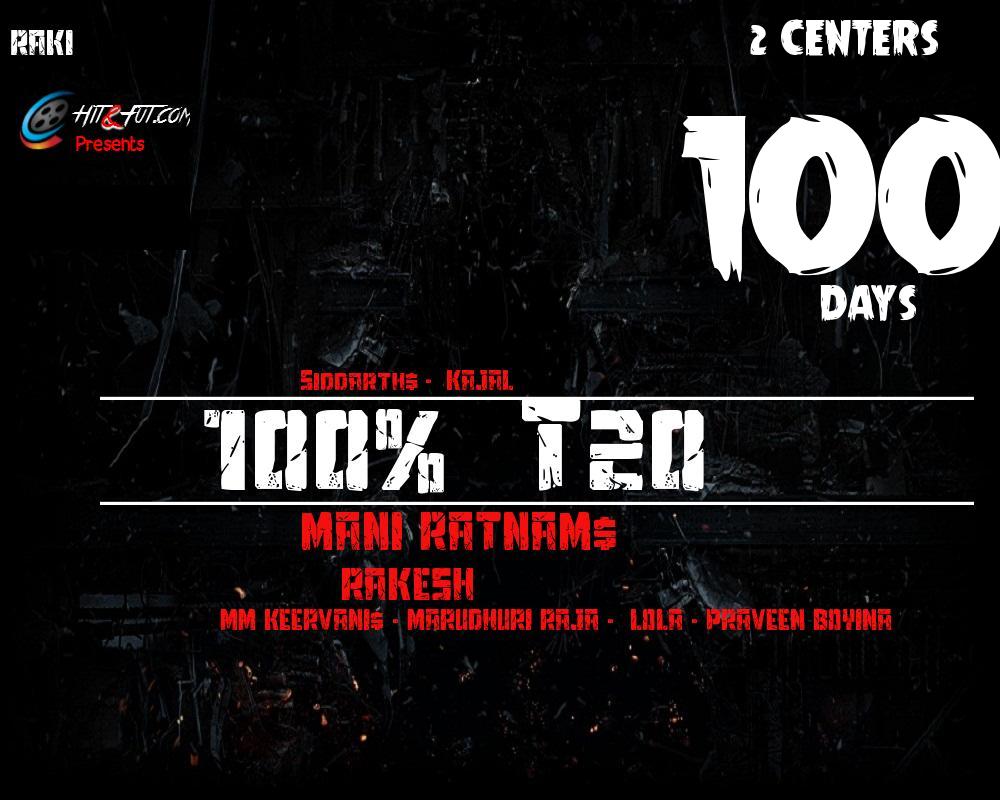 RAKI
2 CENTERS
HIT&FUT.COM
Presents
100
DAYS
SIDDARTH$ - KAJAL
100% T20
MANI RATNAM$
RAKESH
MM KEERVANI$ - MARUDHURI RAJA - LOLA - PRAVEEN BOYINA